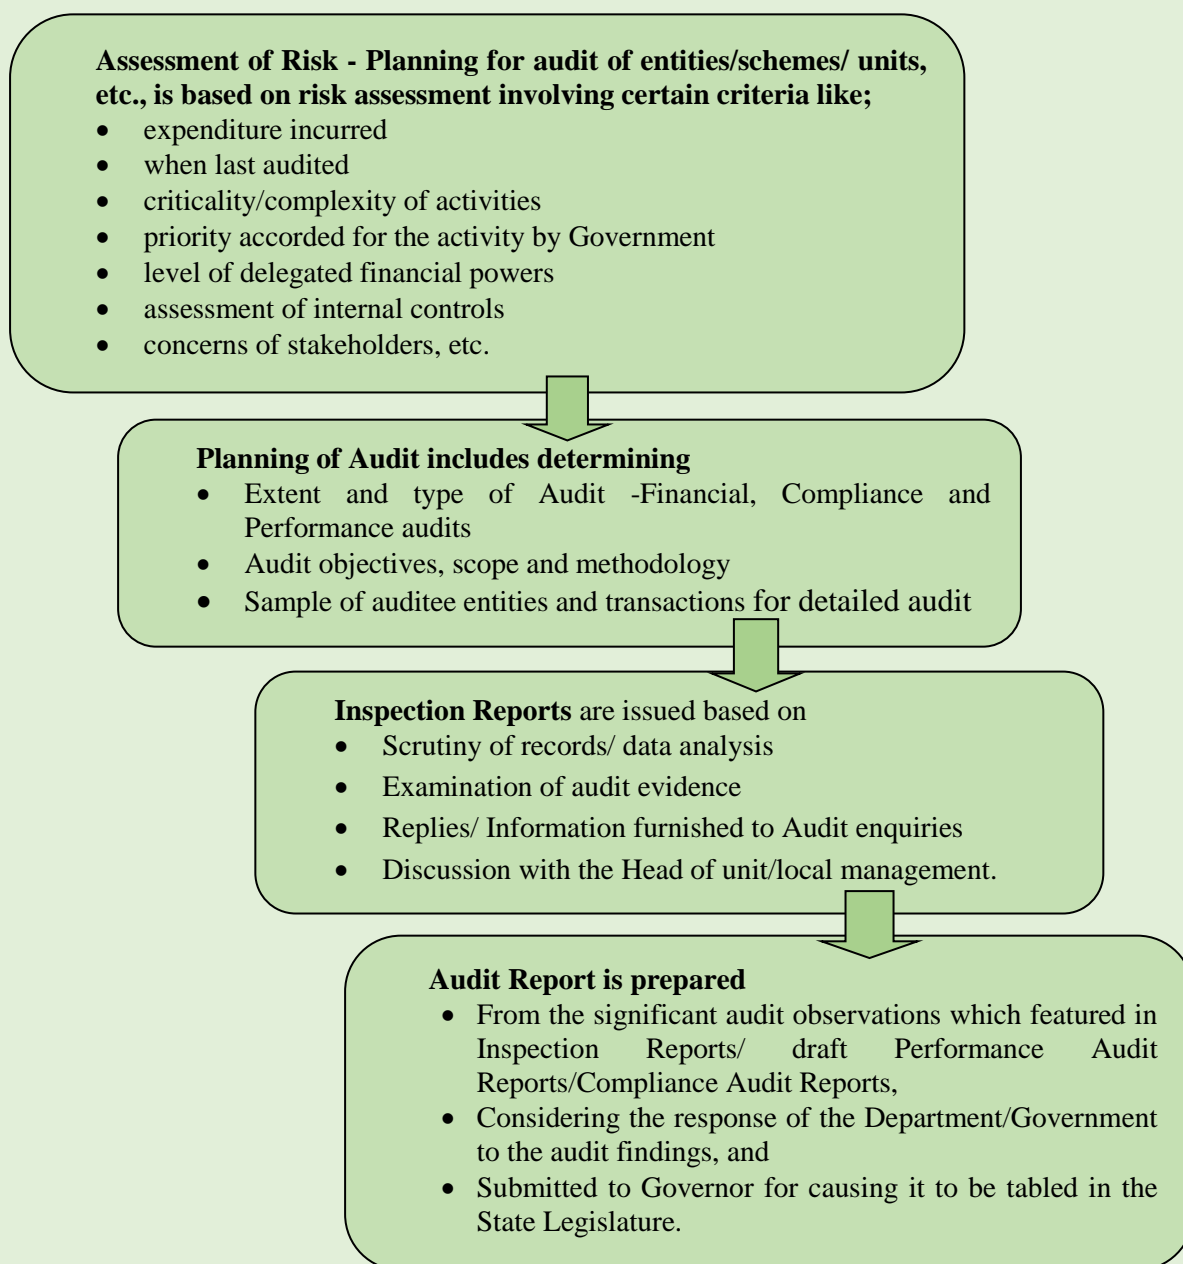 Assessment of Risk - Planning for audit of entities/schemes/ units,
etc., is based on risk assessment involving certain criteria like;
• expenditure incurred
• when last audited
• criticality/complexity of activities
• priority accorded for the activity by Government
• level of delegated financial powers
• assessment of internal controls
• concerns of stakeholders, etc.
Planning of Audit includes determining
• Extent and type of Audit -Financial, Compliance and
Performance audits
• Audit objectives, scope and methodology
• Sample of auditee entities and transactions for detailed audit
Inspection Reports are issued based on
• Scrutiny of records/ data analysis
• Examination of audit evidence
• Replies/ Information furnished to Audit enquiries
• Discussion with the Head of unit/local management.
Audit Report is prepared
• From the significant audit observations which featured in
Inspection Reports/ draft Performance Audit
Reports/Compliance Audit Reports,
• Considering the response of the Department/Government
to the audit findings, and
• Submitted to Governor for causing it to be tabled in the
State Legislature.